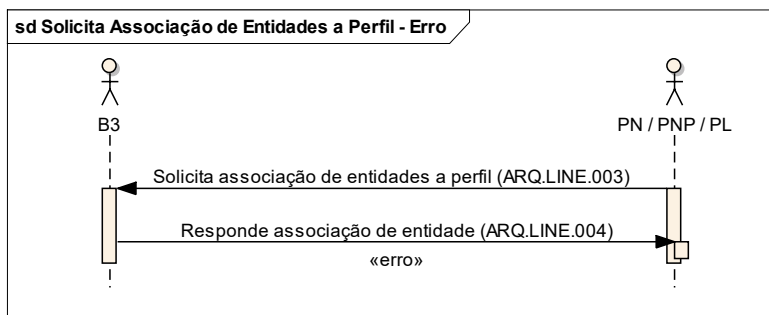 sd Solicita Associação de Entidades a Perfil - Erro
B3
PN / PNP / PL
Solicita associação de entidades a perfil (ARQ.LINE.003)
Responde associação de entidade (ARQ.LINE.004)
«erro»